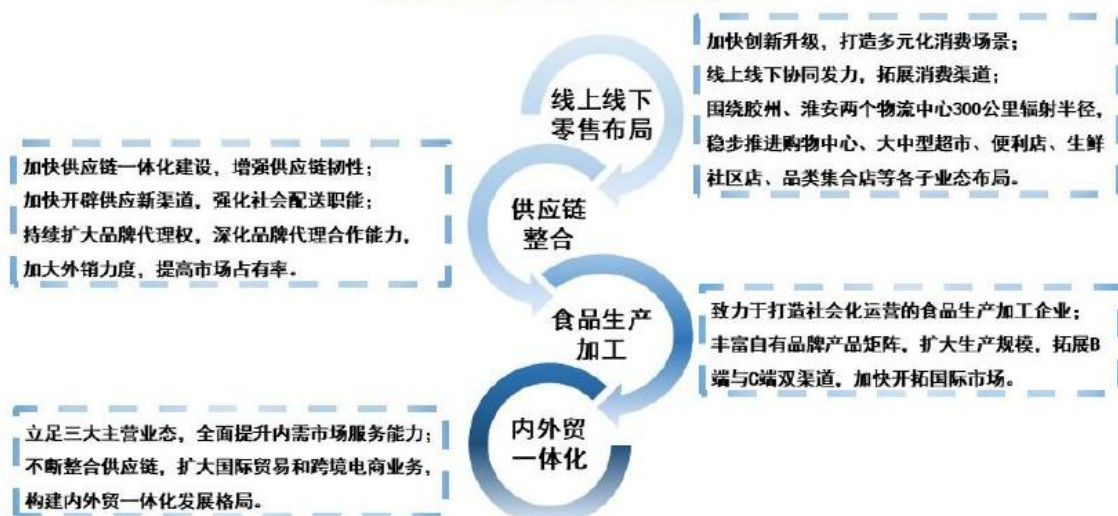 线上线下
零售布局
加快创新升级，打造多元化消费场景；
线上线下协同发力，拓展消费渠道；
围绕胶州、淮安两个物流中心300公里辐射半径，
稳步推进购物中心、大中型超市、便利店、生鲜
社区店、品类集合店等各子业态布局。
供应链
整合
加快供应链一体化建设，增强供应链韧性；
加快开辟供应新渠道，强化社会配送职能；
持续扩大品牌代理权，深化品牌代理合作能力，
加大外销力度，提高市场占有率。
食品生产
加工
致力于打造社会化运营的食品生产加工企业；
丰富自有品牌产品矩阵，扩大生产规模，拓展B
端与C端双渠道，加快开拓国际市场。
内外贸
一体化
立足三大主营业态，全面提升内需市场服务能力；
不断整合供应链，扩大国际贸易和跨境电商业务，
构建内外贸一体化发展格局。